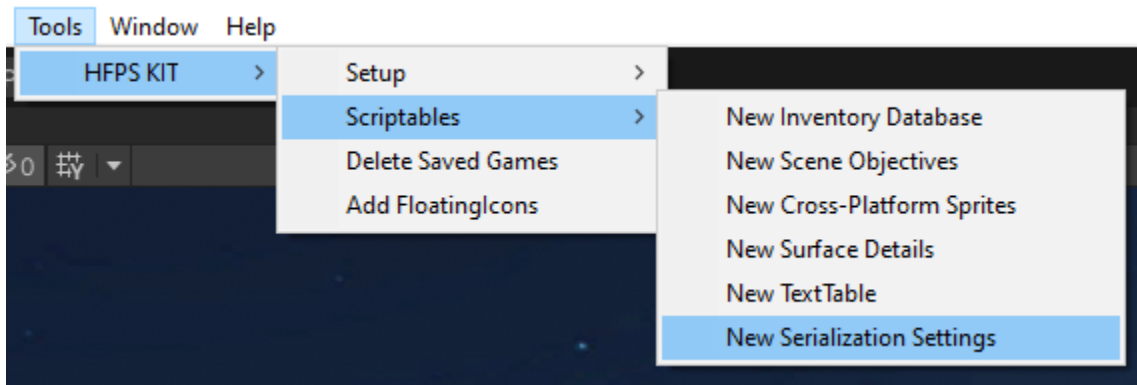 Tools Window Help
HFPS KIT
Setup
Scriptables
Delete Saved Games
Add FloatingIcons
New Inventory Database
New Scene Objectives
New Cross-Platform Sprites
New Surface Details
New TextTable
New Serialization Settings
0